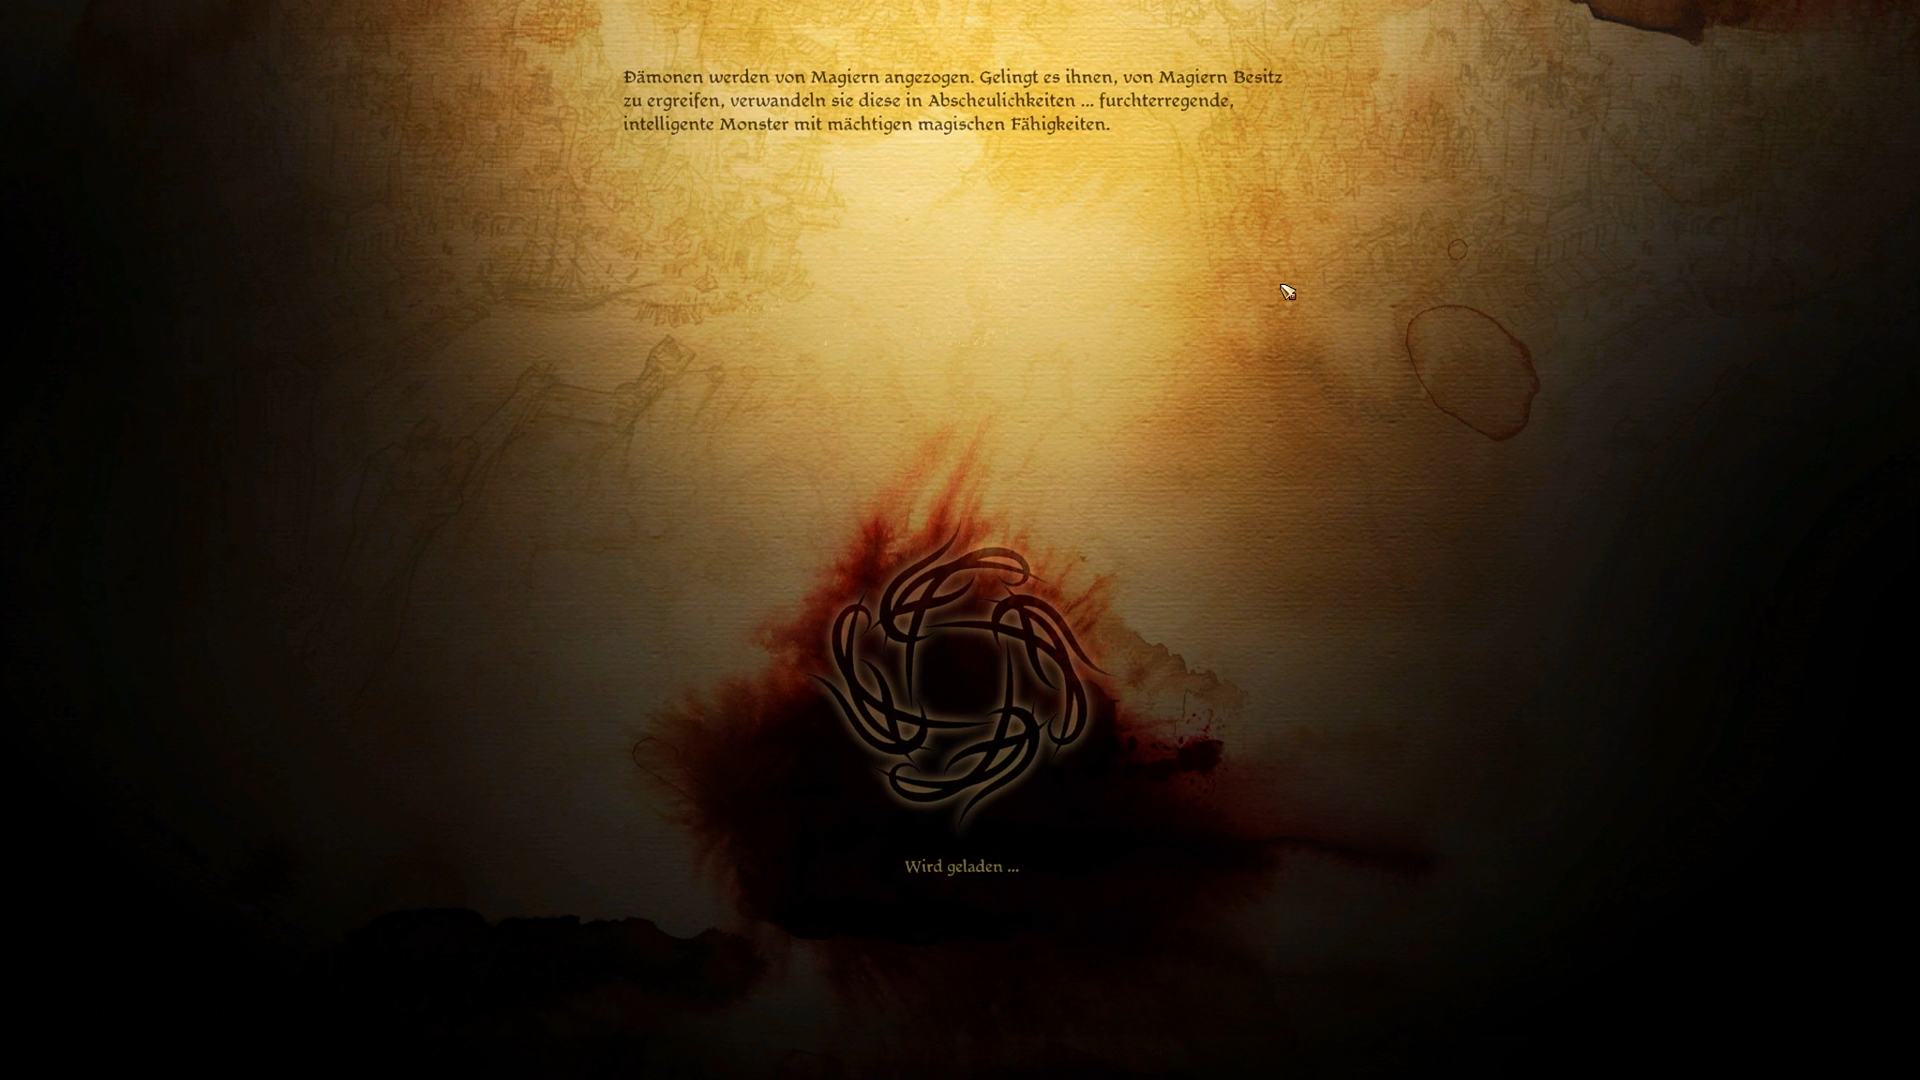 Dämonen werden von Magiern angezogen. Gelingt es ihnen, von Magiern Besitz
zu ergreifen, verwandeln sie diese in Abscheulichkeiten ... furchterregende,
intelligente Monster mit mächtigen magischen Fähigkeiten.
Wird geladen ...